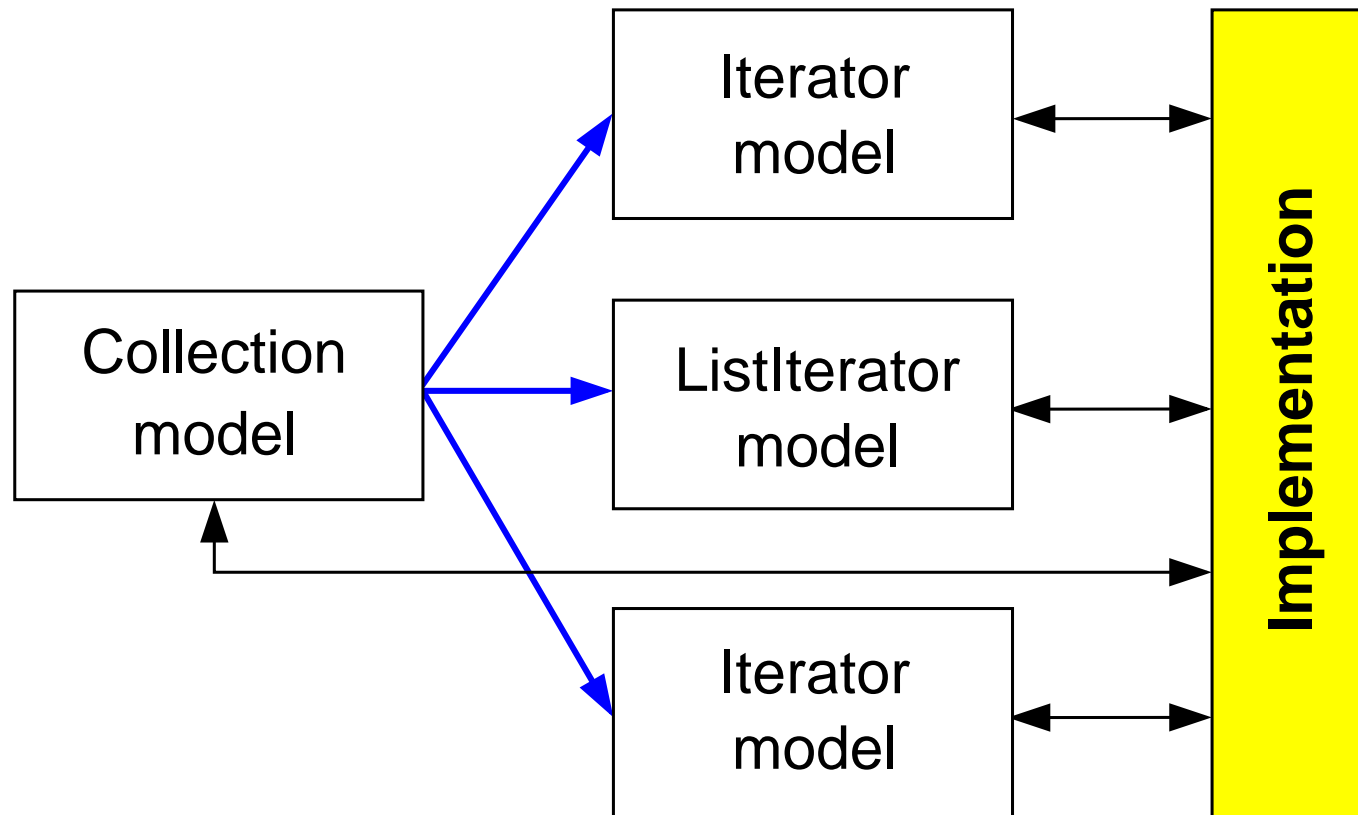 Iterator
model
Collection
model
ListIterator
model
Iterator
model
Implementation